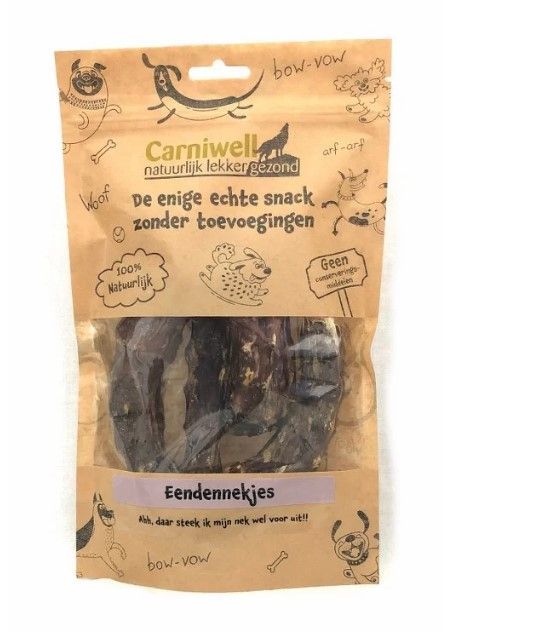 bow-vow
Carniwell
natuurlijk lekker gezond
arf-arf
Woof
De enige echte snack
zonder toevoegingen
100%
Natuurlijk
Geen
conserverings-
middelen
Eendennekjes
Ahh, daar steek ik mijn nek wel voor uit!!
bow-vow